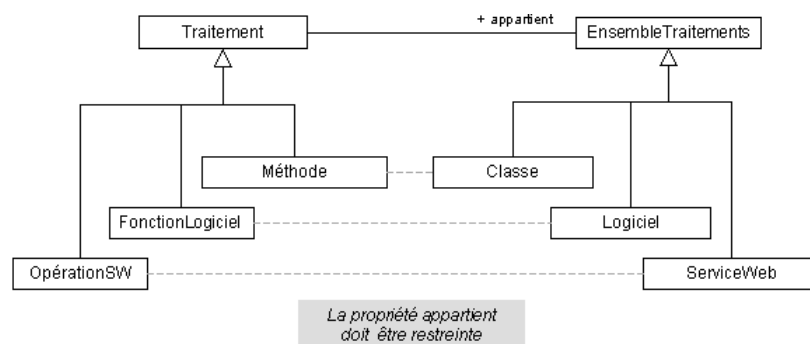 Traitement
+ appartient
EnsembleTraitements
Méthode
Classe
FonctionLogiciel
Logiciel
OpérationSW
ServiceWeb
La propriété appartient
doit être restreinte